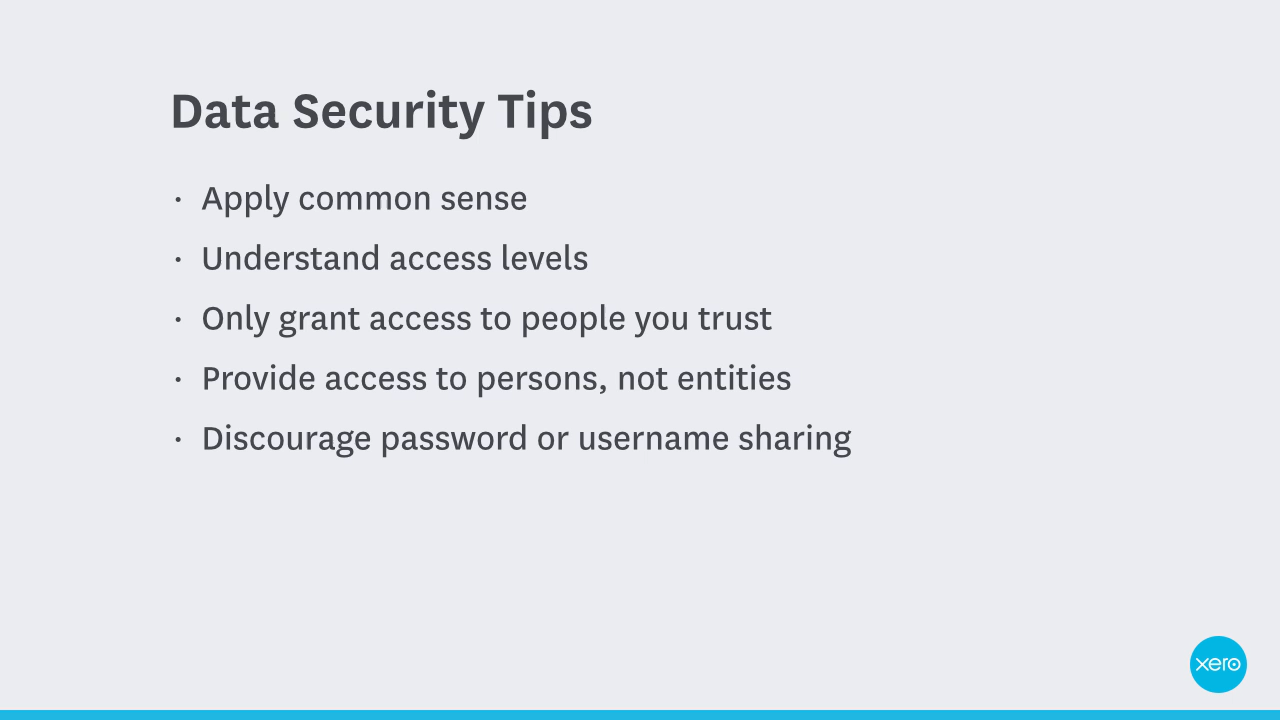 Data Security Tips
· Apply common sense
· Understand access levels
· Only grant access to people you trust
· Provide access to persons, not entities
· Discourage password or username sharing
xero